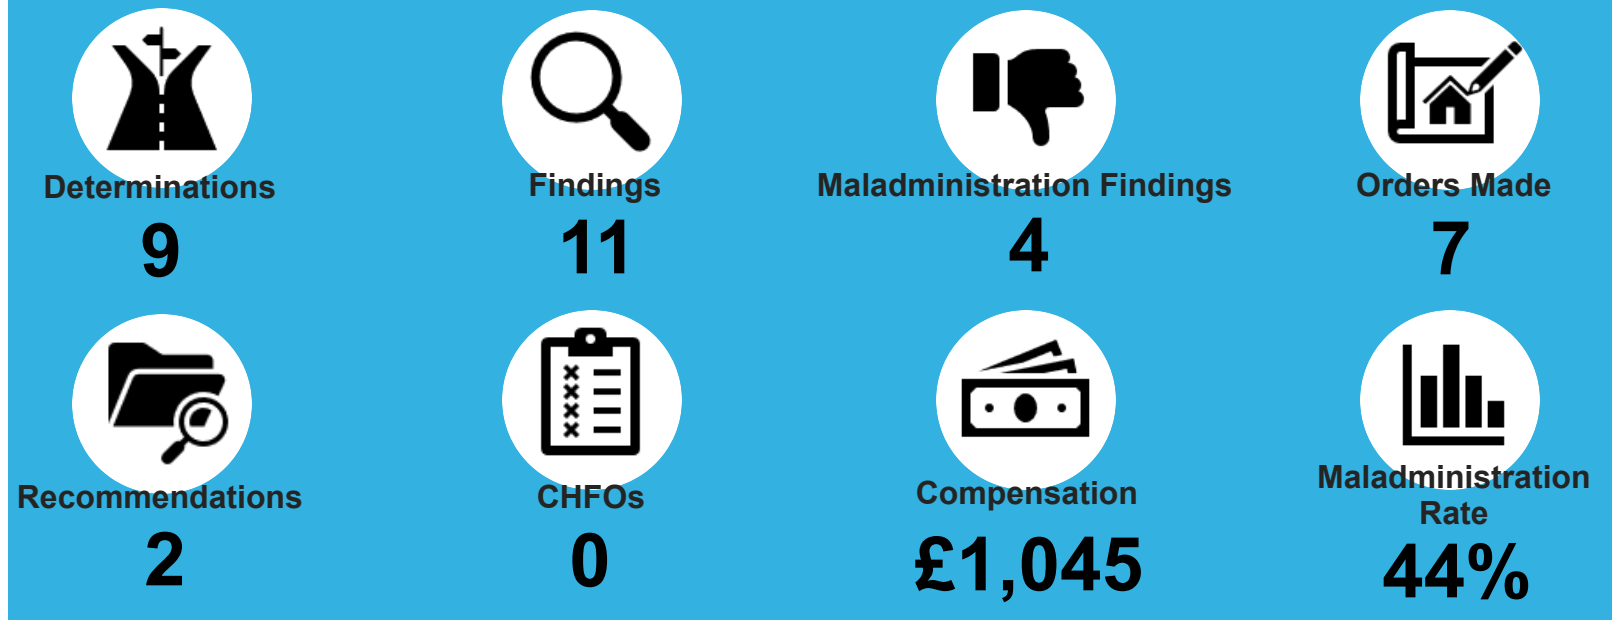 Determinations
9
Findings
11
Maladministration Findings
4
Orders Made
7
Recommendations
2
CHFOs
0
Compensation
£1,045
Maladministration
Rate
44%